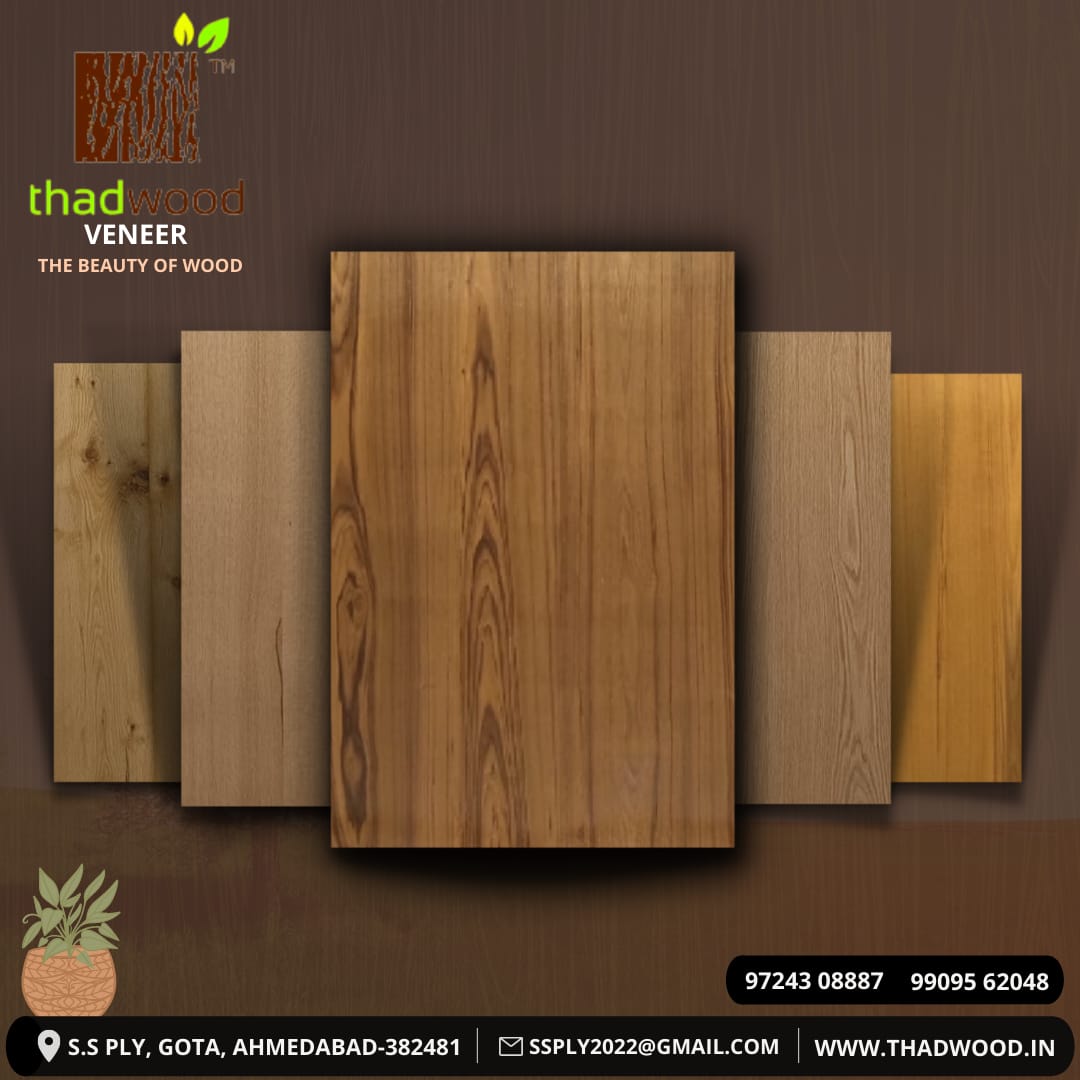 TM
thadwood
VENEER
THE BEAUTY OF WOOD
97243 08887 99095 62048
S.S PLY, GOTA, AHMEDABAD-382481
SSPLY2022@GMAIL.COM
WWW.THADWOOD.IN